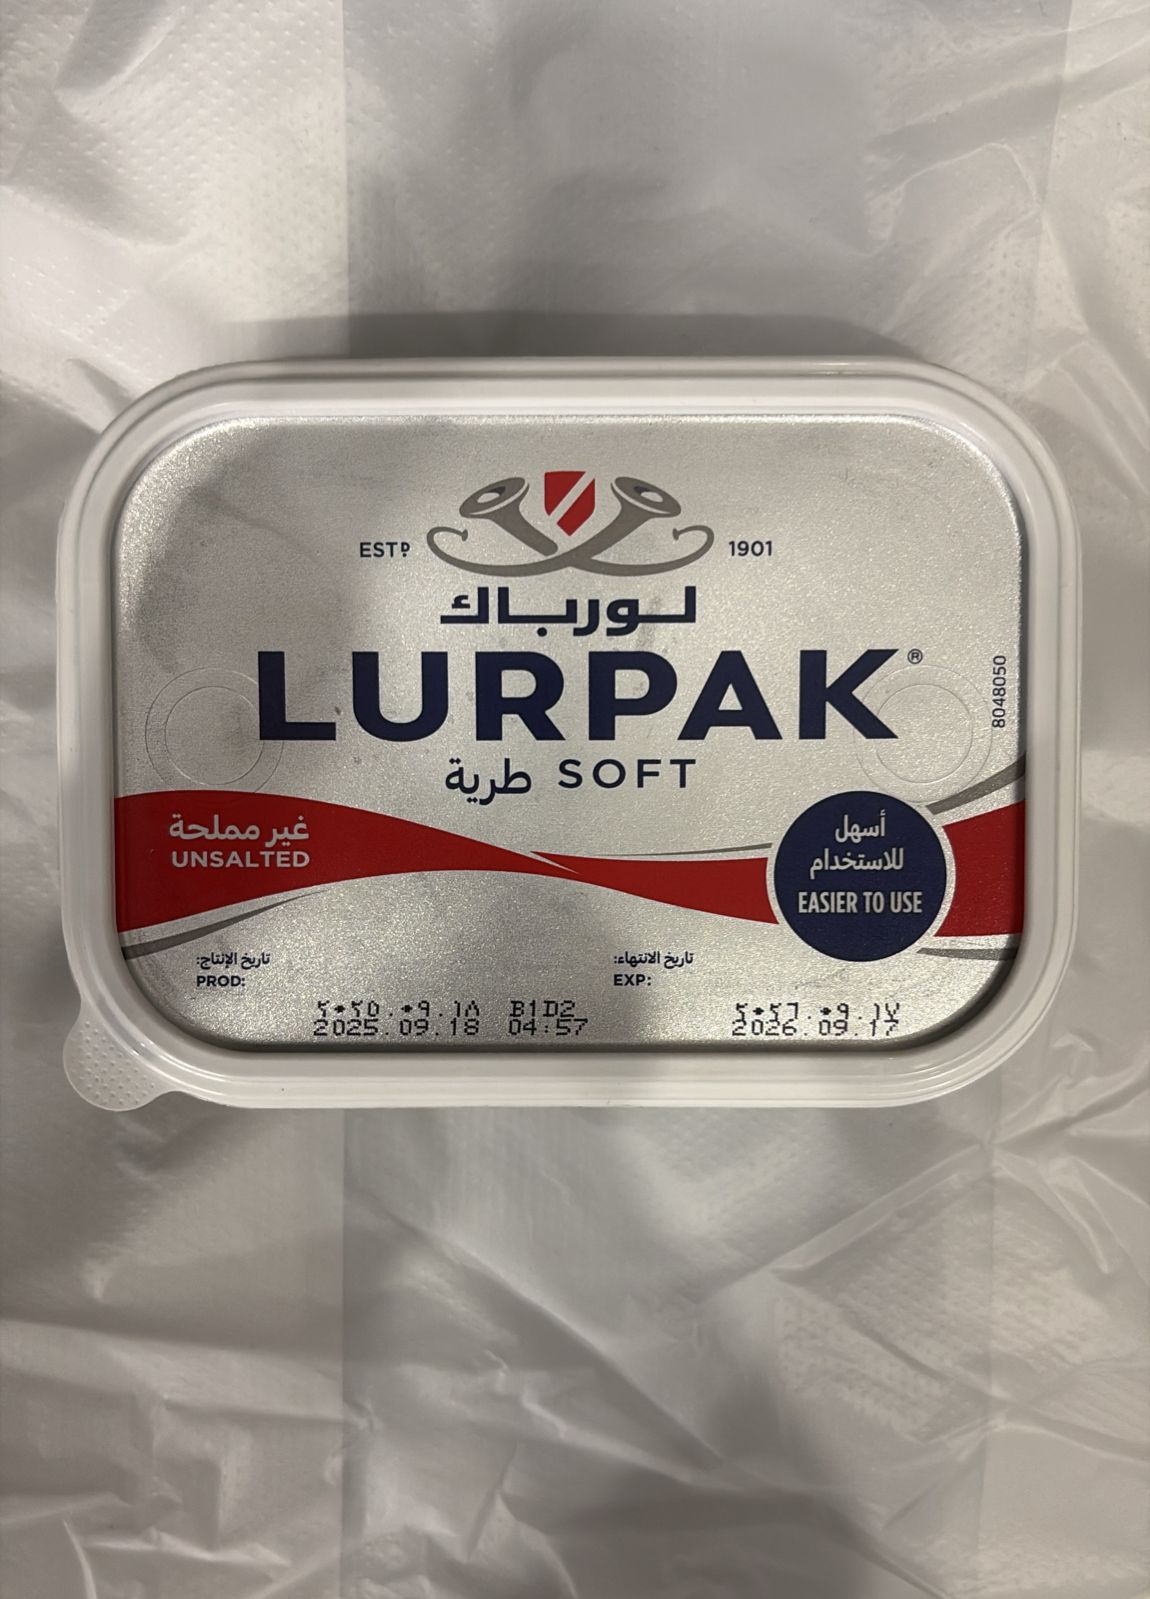 ESTD 1901
لورباك
LURPAK®
طرية SOFT
8048050
غير مملحة
UNSALTED
أسهل
للاستخدام
EASIER TO USE
تاريخ الإنتاج:
PROD:
تاريخ الانتهاء:
EXP:
٢٠٢٥.٠٩.١٨ B1D2 ٢٠٢٦.٠٩.١٧
2025.09.18 04:57 2026.09.17